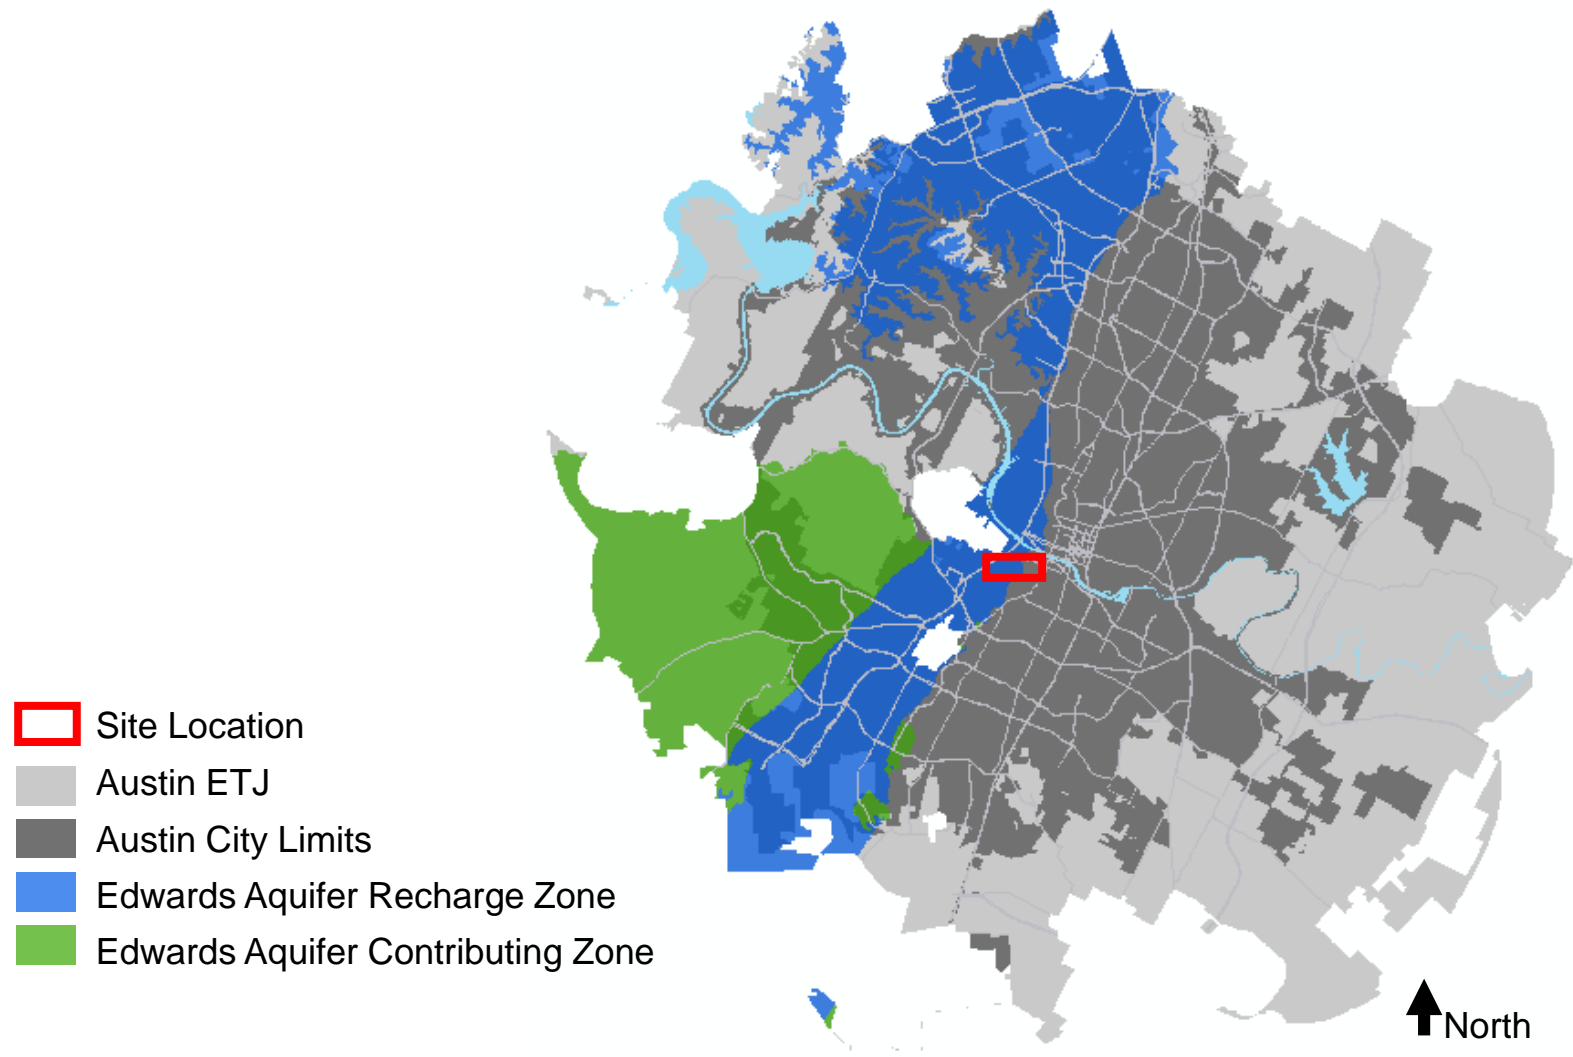 Site Location
Austin ETJ
Austin City Limits
Edwards Aquifer Recharge Zone
Edwards Aquifer Contributing Zone
North